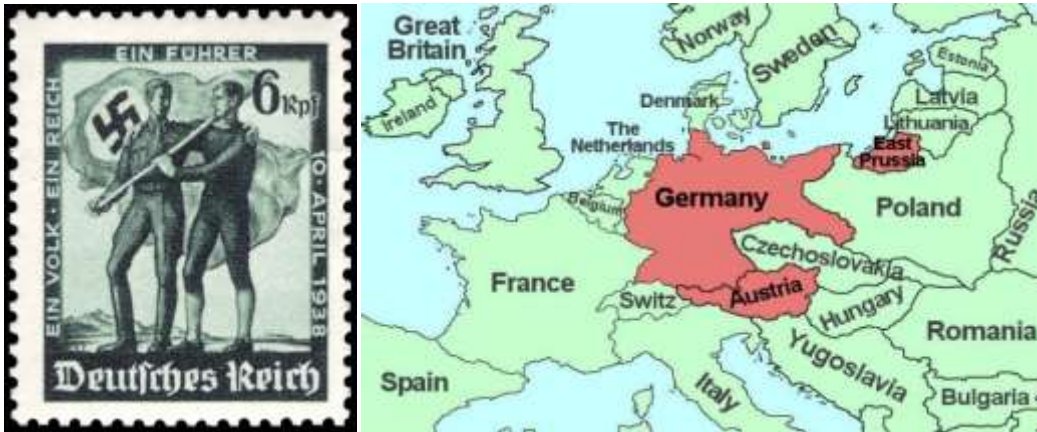 EIN FÜHRER
EIN VOLK · EIN REICH
6 Rpf
10 · APRIL 1938
Deutsches Reich
Great
Britain
Ireland
Norway
Sweden
Estonia
Latvia
Lithuania
East
Prussia
Denmark
The
Netherlands
Belgium
Germany
Poland
Russia
Czechoslovakia
France
Switz
Austria
Hungary
Romania
Yugoslavia
Spain
Italy
Bulgaria